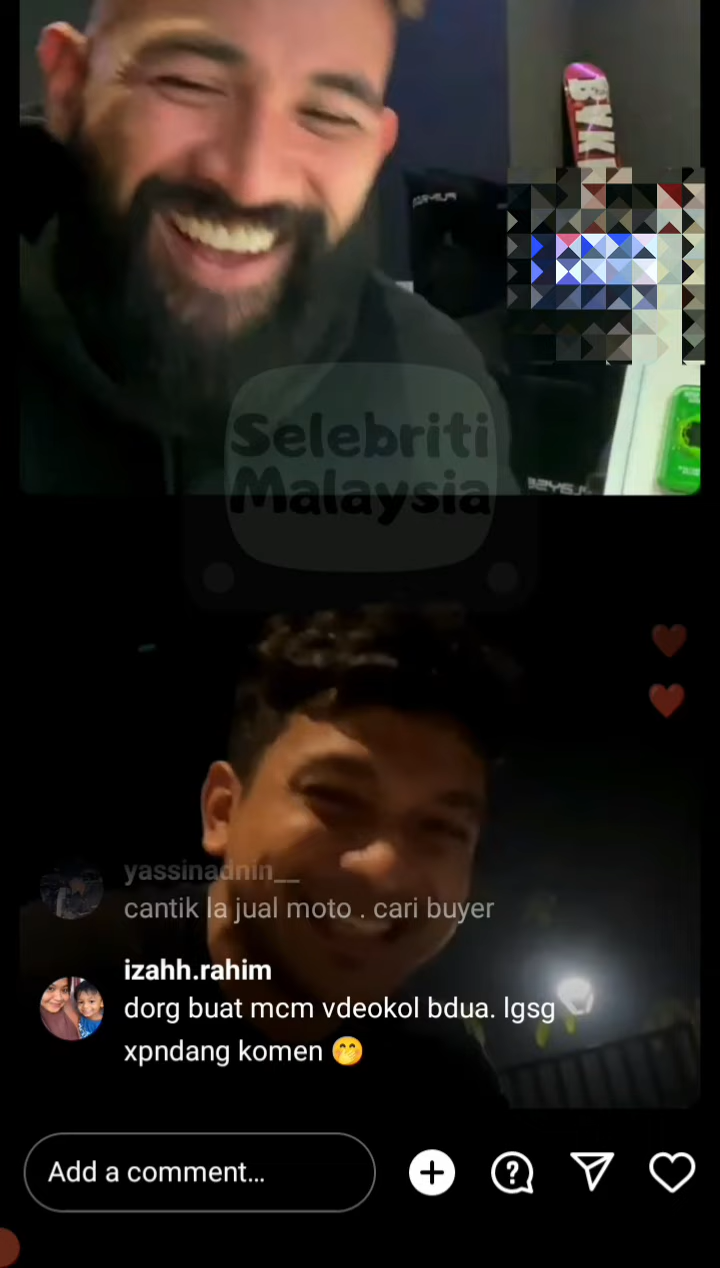 BYKI
Selebriti
Malaysia
yassinadnin__
cantik la jual moto . cari buyer
izahh.rahim
dorg buat mcm vdeokol bdua. lgsg
xpndang komen 🤭
Add a comment...